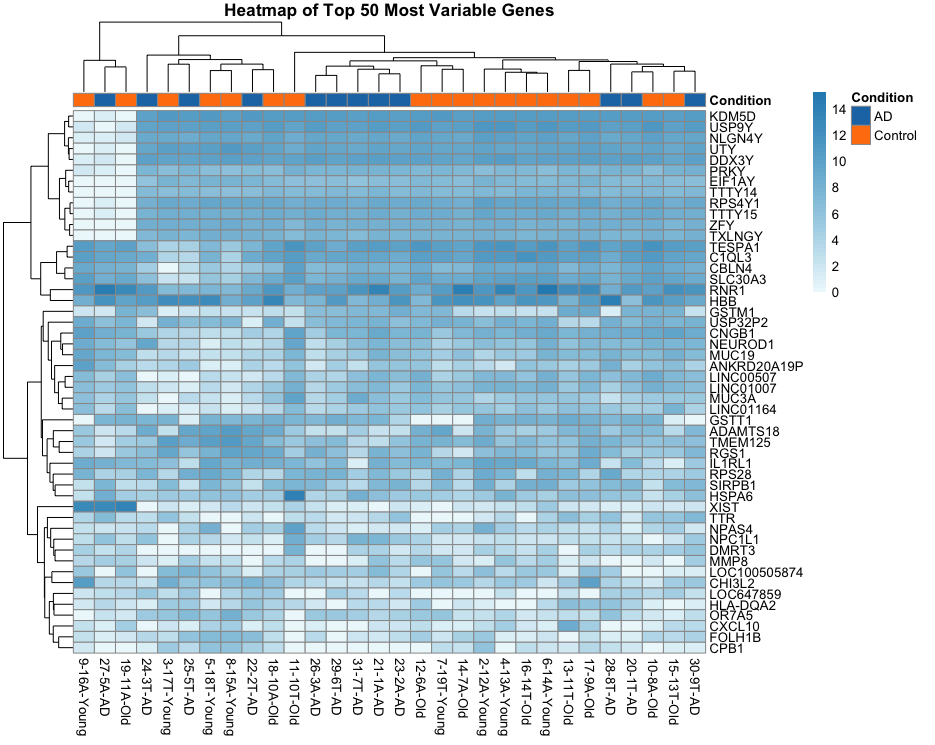 Heatmap of Top 50 Most Variable Genes
Condition
KDM5D
USP9Y
NLGN4Y
UTY
DDX3Y
PRKY
EIF1AY
TTTY14
RPS4Y1
TTTY15
ZFY
TXLNGY
TESPA1
C1QL3
CBLN4
SLC30A3
RNR1
HBB
GSTM1
USP32P2
CNGB1
NEUROD1
MUC19
ANKRD20A19P
LINC00507
LINC01007
MUC3A
LINC01164
GSTT1
ADAMTS18
TMEM125
RGS1
IL1RL1
RPS28
SIRPB1
HSPA6
XIST
TTR
NPAS4
NPC1L1
DMRT3
MMP8
LOC100505874
CHI3L2
LOC647859
HLA-DQA2
OR7A5
CXCL10
FOLH1B
CPB1
9-16A-Young
27-5A-AD
19-11A-Old
24-3T-AD
3-17T-Young
25-5T-AD
5-18T-Young
8-15A-Young
22-2T-AD
18-10A-Old
11-10T-Old
26-3A-AD
29-6T-AD
31-7T-AD
21-1A-AD
23-2A-AD
12-6A-Old
7-19T-Young
14-7A-Old
2-12A-Young
4-13A-Young
16-14T-Old
6-14A-Young
13-11T-Old
17-9A-Old
28-8T-AD
20-1T-AD
10-8A-Old
15-13T-Old
30-9T-AD
14
12
10
8
6
4
2
0
Condition
AD
Control